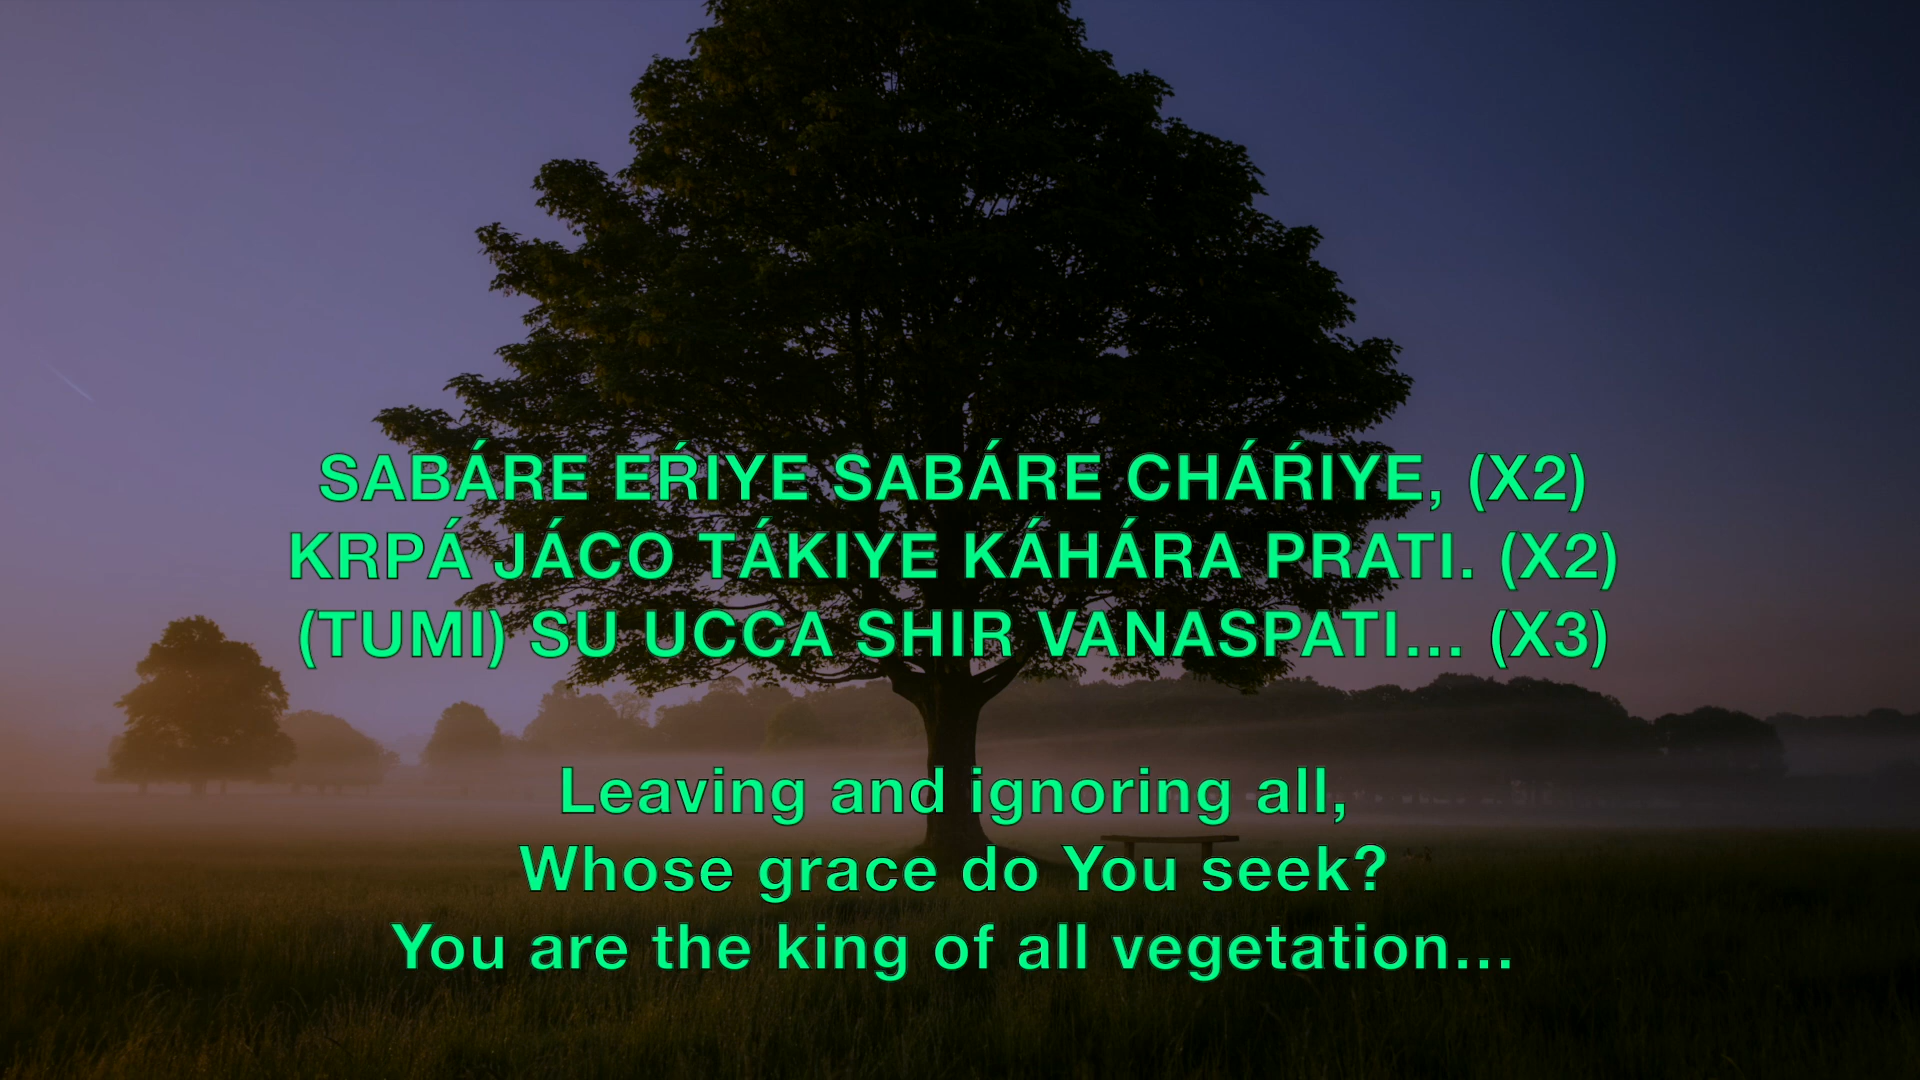 SABÁRE EŔIYE SABÁRE CHÁŔIYE, (X2)
KRPÁ JÁCO TÁKIYE KÁHÁRA PRATI. (X2)
(TUMI) SU UCCA SHIR VANASPATI... (X3)
Leaving and ignoring all,
Whose grace do You seek?
You are the king of all vegetation...